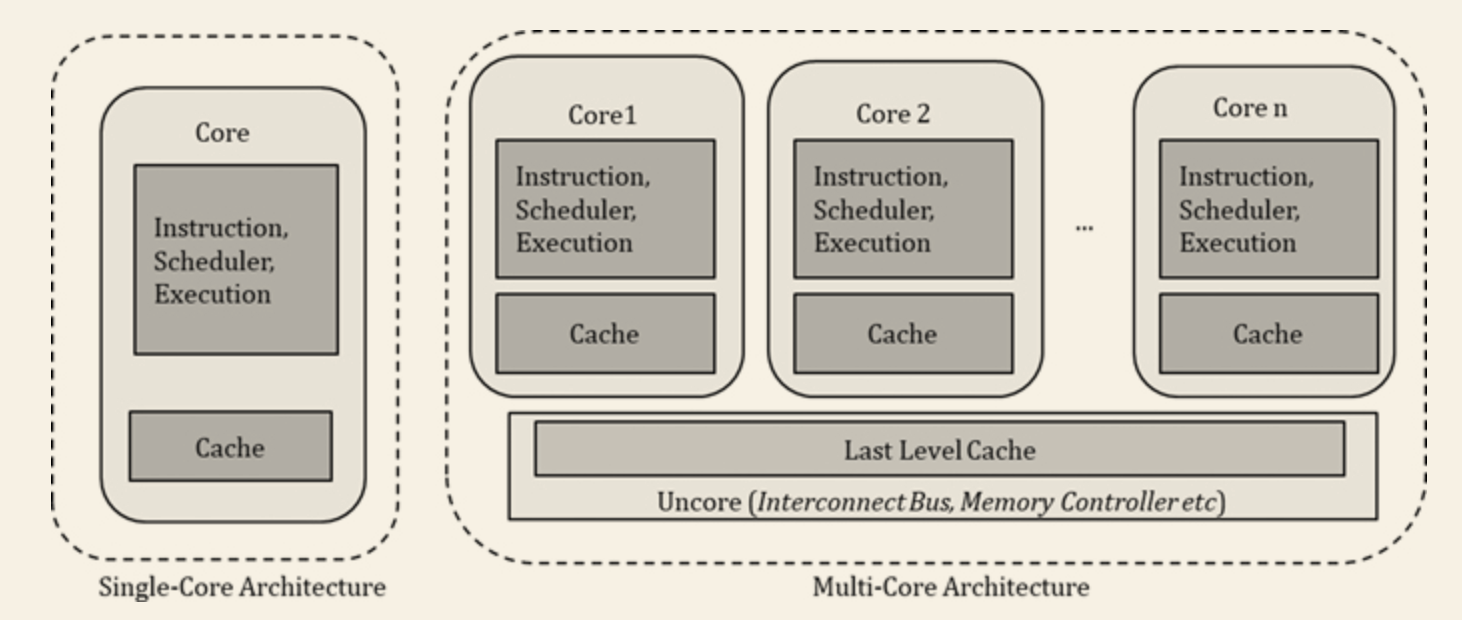 Core
Instruction,
Scheduler,
Execution
Cache
Single-Core Architecture
Core1
Instruction,
Scheduler,
Execution
Cache
Core 2
Instruction,
Scheduler,
Execution
Cache
...
Core n
Instruction,
Scheduler,
Execution
Cache
Last Level Cache
Uncore (Interconnect Bus, Memory Controller etc)
Multi-Core Architecture